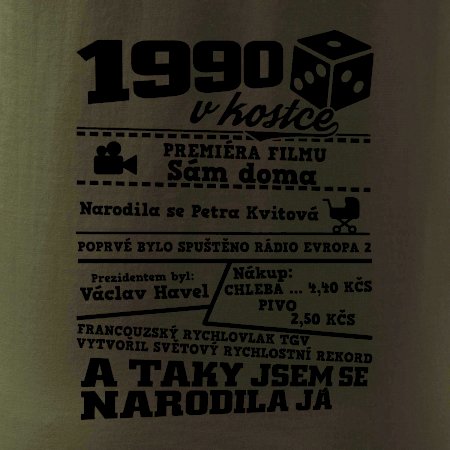 1990
v kostce
PREMIÉRA FILMU
Sám doma
Narodila se Petra Kvitová
POPRVÉ BYLO SPUŠTĚNO RÁDIO EVROPA 2
Prezidentem byl:
Václav Havel
Nákup:
CHLEBA ... 4,40 KČS
PIVO
2,50 KČS
FRANCOUZSKÝ RYCHLOVLAK TGV
VYTVOŘIL SVĚTOVÝ RYCHLOSTNÍ REKORD
A TAKY JSEM SE
NARODILA JÁ